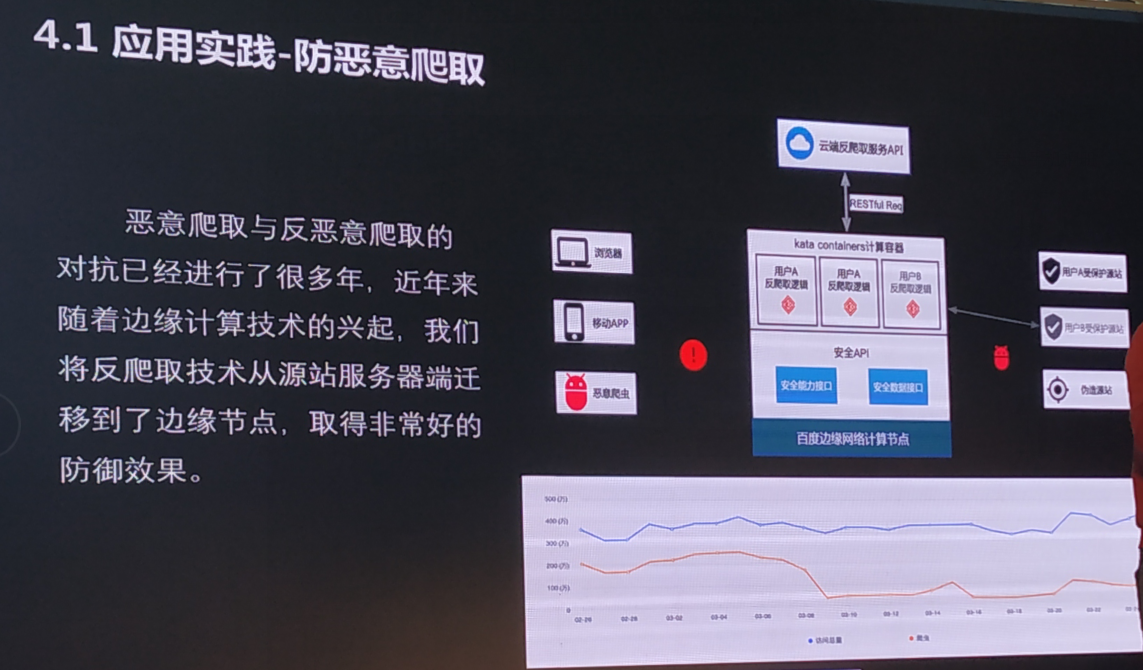 4.1 应用实践-防恶意爬取
恶意爬取与反恶意爬取的
对抗已经进行了很多年，近年来
随着边缘计算技术的兴起，我们
将反爬取技术从源站服务器端迁
移到了边缘节点，取得非常好的
防御效果。
云端反爬取服务API
RESTful Req
浏览器
移动APP
恶意爬虫
!
kata containers计算容器
用户A
反爬取逻辑
用户A
反爬取逻辑
用户B
反爬取逻辑
安全API
安全能力接口
安全数据接口
百度边缘网络计算节点
用户A受保护源站
用户B受保护源站
伪造源站
500 (万)
400 (万)
300 (万)
200 (万)
100 (万)
0
02-26
02-28
03-02
03-04
03-06
03-08
03-10
03-12
03-14
03-16
03-18
03-20
03-22
访问总量
爬虫